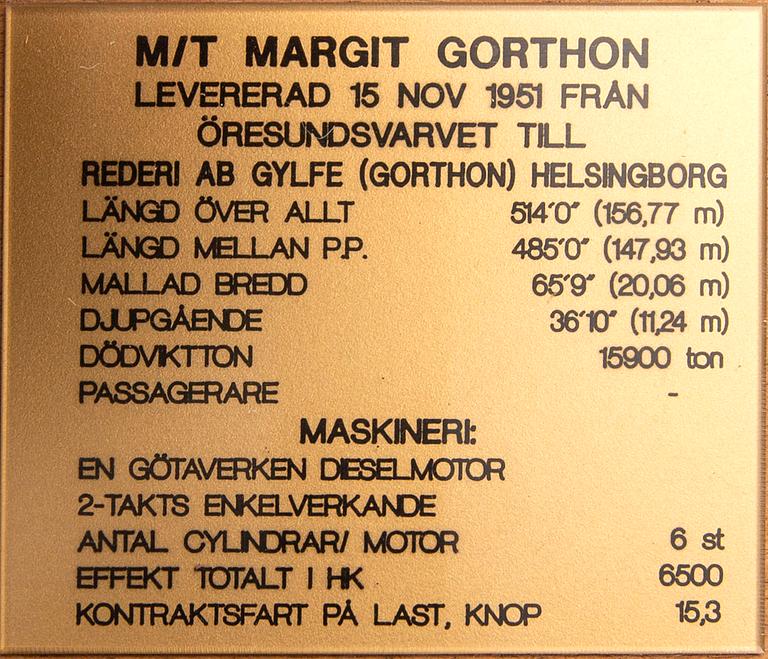 M/T MARGIT GORTHON
LEVERERAD 15 NOV 1951 FRÅN
ÖRESUNDSVARVET TILL
REDERI AB GYLFE (GORTHON) HELSINGBORG
LÄNGD ÖVER ALLT 514'0" (156,77 m)
LÄNGD MELLAN P.P. 485'0" (147,93 m)
MALLAD BREDD 65'9" (20,06 m)
DJUPGÅENDE 36'10" (11,24 m)
DÖDVIKTTON 15900 ton
PASSAGERARE -
MASKINERI:
EN GÖTAVERKEN DIESELMOTOR
2-TAKTS ENKELVERKANDE
ANTAL CYLINDRAR/ MOTOR 6 st
EFFEKT TOTALT I HK 6500
KONTRAKTSFART PÅ LAST, KNOP 15,3